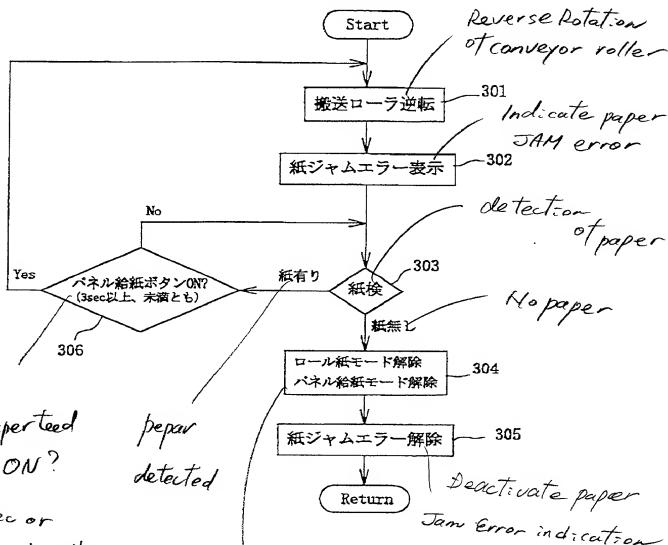 Start
Reverse Rotation
of conveyor roller
搬送ローラ逆転
301
Indicate paper
JAM error
紙ジャムエラー表示
302
No
detection
of paper
Yes
パネル給紙ボタンON?
(3sec以上、未満とも)
306
紙有り
紙検
303
紙無し
No paper
ロール紙モード解除
パネル給紙モード解除
304
紙ジャムエラー解除
305
pepar
detected
ON?
ec or
Return
Deactivate papaer
Jam Error indication